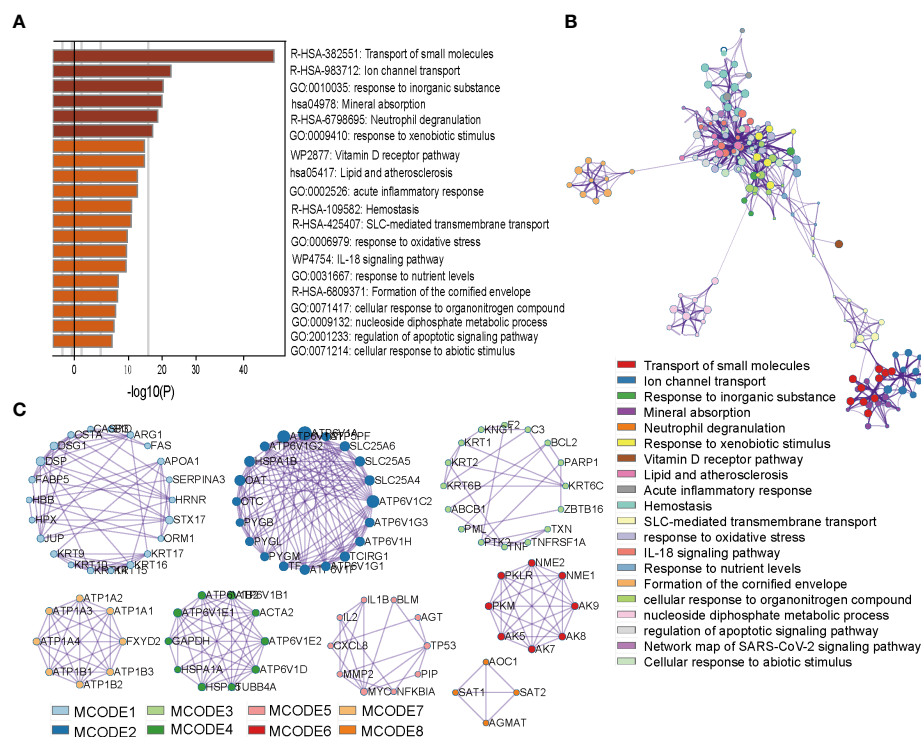 A
R-HSA-382551: Transport of small molecules
R-HSA-983712: Ion channel transport
GO:0010035: response to inorganic substance
hsa04978: Mineral absorption
R-HSA-6798695: Neutrophil degranulation
GO:0009410: response to xenobiotic stimulus
WP2877: Vitamin D receptor pathway
hsa05417: Lipid and atherosclerosis
GO:0002526: acute inflammatory response
R-HSA-109582: Hemostasis
R-HSA-425407: SLC-mediated transmembrane transport
GO:0006979: response to oxidative stress
WP4754: IL-18 signaling pathway
GO:0031667: response to nutrient levels
R-HSA-6809371: Formation of the cornified envelope
GO:0071417: cellular response to organonitrogen compound
GO:0009132: nucleoside diphosphate metabolic process
GO:2001233: regulation of apoptotic signaling pathway
GO:0071214: cellular response to abiotic stimulus
0 10 20 30 40
-log10(P)
B
Transport of small molecules
Ion channel transport
Response to inorganic substance
Mineral absorption
Neutrophil degranulation
Response to xenobiotic stimulus
Vitamin D receptor pathway
Lipid and atherosclerosis
Acute inflammatory response
Hemostasis
SLC-mediated transmembrane transport
response to oxidative stress
IL-18 signaling pathway
Response to nutrient levels
Formation of the cornified envelope
cellular response to organonitrogen compound
nucleoside diphosphate metabolic process
regulation of apoptotic signaling pathway
Network map of SARS-CoV-2 signaling pathway
Cellular response to abiotic stimulus
C
ARG1
FAS
APOA1
SERPINA3
HRNR
STX17
ORM1
KRT17
KRT16
KRT15
KRT9
JUP
HPX
HBB
FABP5
DSP
DSG1
CSTA
ATP6V1A
ATP5PF
SLC25A6
SLC25A5
SLC25A4
ATP6V1C2
ATP6V1G3
ATP6V1H
TCIRG1
ATP6V1G1
ATP6V1F
TF
PYGM
PYGL
PYGB
OTC
OAT
HSPA1B
ATP6V1G2
F2
C3
BCL2
PARP1
KRT6C
ZBTB16
TXN
TNFRSF1A
TNF
PTK2
PML
ABCB1
KRT6B
KRT2
KRT1
KNG1
ATP1A2
ATP1A1
FXYD2
ATP1B3
ATP1B2
ATP1B1
ATP1A4
ATP1A3
ATP6V1B1
ACTA2
ATP6V1E2
ATP6V1D
TUBB4A
HSPA1A
GAPDH
ATP6V1E1
IL1B
BLM
AGT
TP53
PIP
NFKBIA
MYC
MMP2
CXCL8
IL2
NME2
NME1
AK9
AK8
AK7
AK5
PKM
PKLR
AOC1
SAT2
AGMAT
SAT1
MCODE1
MCODE3
MCODE5
MCODE7
MCODE2
MCODE4
MCODE6
MCODE8